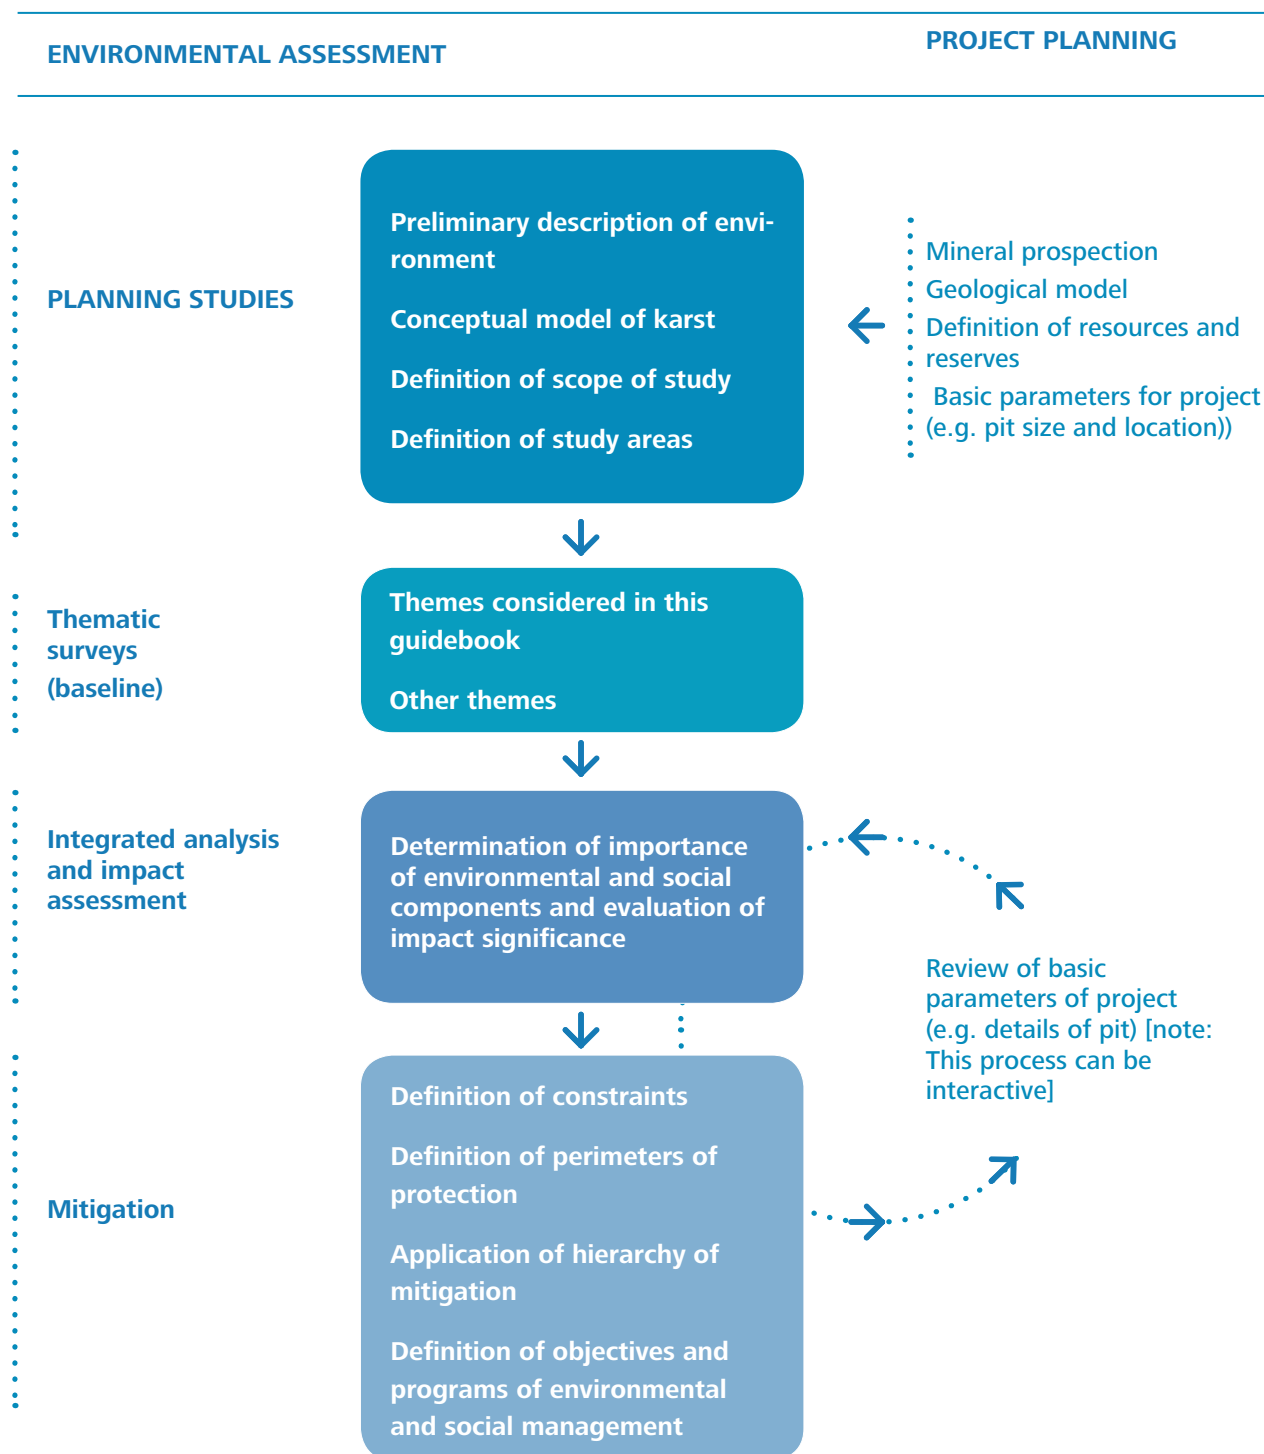 ENVIRONMENTAL ASSESSMENT
PROJECT PLANNING
PLANNING STUDIES
Preliminary description of envi-
ronment
Conceptual model of karst
Definition of scope of study
Definition of study areas
Mineral prospection
Geological model
Definition of resources and
reserves
Basic parameters for project
(e.g. pit size and location))
Thematic
surveys
(baseline)
Themes considered in this
guidebook
Other themes
Integrated analysis
and impact
assessment
Determination of importance
of environmental and social
components and evaluation of
impact significance
Review of basic
parameters of project
(e.g. details of pit) [note:
This process can be
interactive]
Mitigation
Definition of constraints
Definition of perimeters of
protection
Application of hierarchy of
mitigation
Definition of objectives and
programs of environmental
and social management